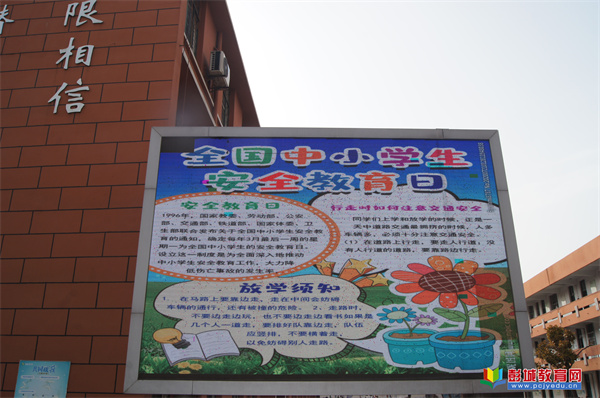 限
相
信
全国中小学生
安全教育日
安全教育日
1996年，国家教委、劳动部、公安
部、交通部、铁道部、国家体委、卫
生部联合发布关于全国中小学生安全教
育的通知，确定每年3月最后一周的星
期一为全国中小学生的安全教育日。
设立这一制度是为全面深入地推动
中小学生安全教育工作，大力降
低伤亡事故的发生率。
行走时如何注意交通安全
同学们上学和放学的时候，正是一
天中道路交通最拥挤的时候，人多
车辆多，必须十分注意交通安全。
（1）在道路上行走，要走人行道，没
有人行道的道路，要靠路边行走。
放学须知
1、在马路上要靠边走，走在中间会妨碍
车辆的通行，还有被撞的危险。2、走路时，
不要边走边玩，也不要边走边看书如果是
几个人一道走，要排好队靠边走，队伍
应竖排，不要横着走，
以免妨碍别人走路。
彭城教育网
www.pcjyedu.cn